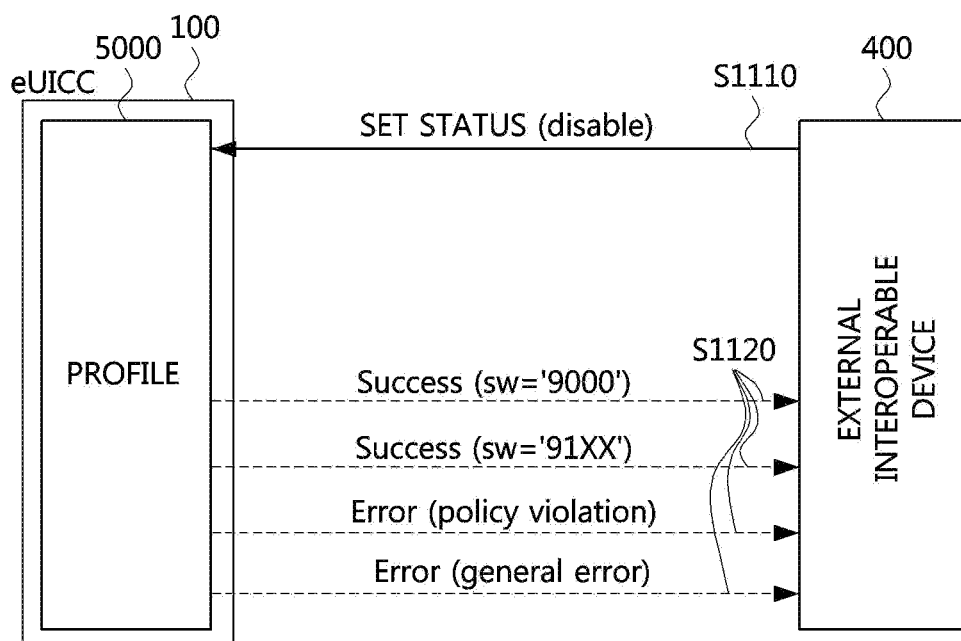 100
5000
400
eUICC
S1110
SET STATUS (disable)
PROFILE
EXTERNAL
INTEROPERABLE
DEVICE
S1120
Success (sw='9000')
Success (sw='91XX')
Error (policy violation)
Error (general error)